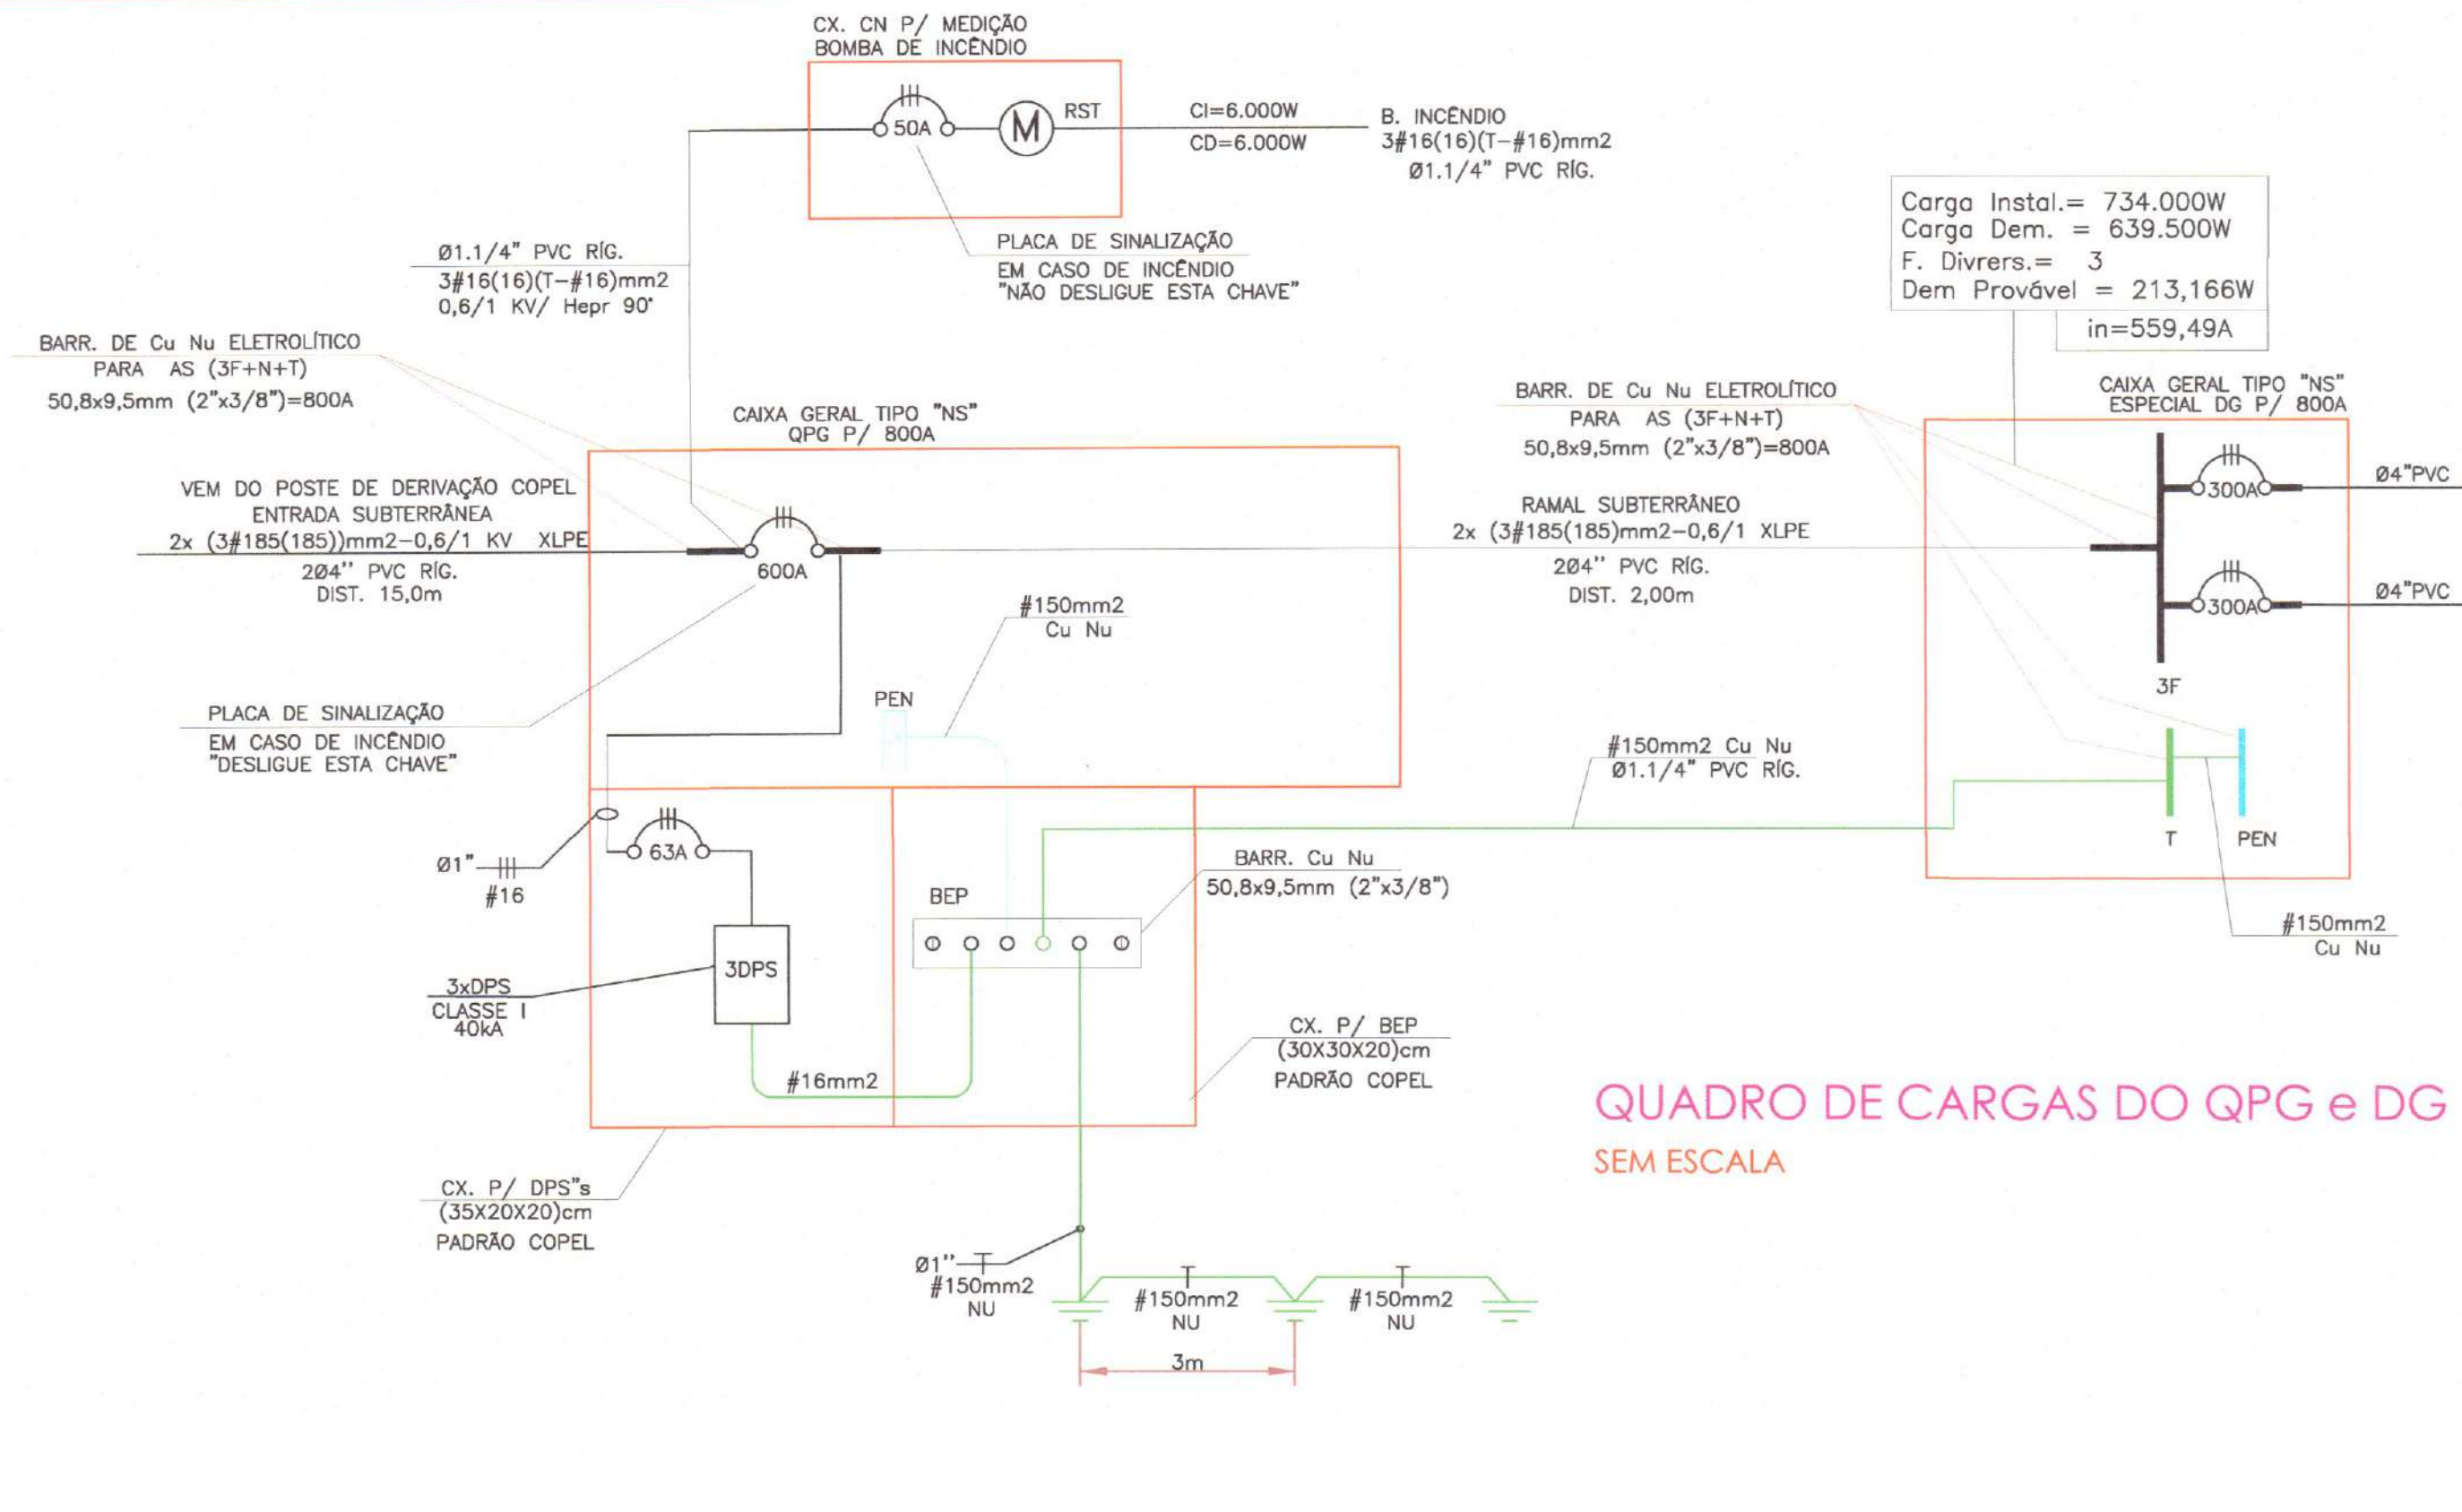 CX. CN P/ MEDIÇÃO
BOMBA DE INCÊNDIO
50A
M
RST
CI=6.000W
CD=6.000W
B. INCÊNDIO
3#16(16)(T-#16)mm2
Ø1.1/4" PVC RÍG.
PLACA DE SINALIZAÇÃO
EM CASO DE INCÊNDIO
"NÃO DESLIGUE ESTA CHAVE"
Ø1.1/4" PVC RÍG.
3#16(16)(T-#16)mm2
0,6/1 KV/ Hepr 90°
Carga Instal.= 734.000W
Carga Dem. = 639.500W
F. Divrers.= 3
Dem Provável = 213,166W
in=559,49A
BARR. DE Cu Nu ELETROLÍTICO
PARA AS (3F+N+T)
50,8x9,5mm (2"x3/8")=800A
CAIXA GERAL TIPO "NS"
QPG P/ 800A
BARR. DE Cu Nu ELETROLÍTICO
PARA AS (3F+N+T)
50,8x9,5mm (2"x3/8")=800A
CAIXA GERAL TIPO "NS"
ESPECIAL DG P/ 800A
VEM DO POSTE DE DERIVAÇÃO COPEL
ENTRADA SUBTERRÂNEA
2x (3#185(185))mm2-0,6/1 KV XLPE
2Ø4" PVC RÍG.
DIST. 15,0m
600A
RAMAL SUBTERRÂNEO
2x (3#185(185)mm2-0,6/1 XLPE
2Ø4" PVC RÍG.
DIST. 2,00m
300A
Ø4"PVC
300A
Ø4"PVC
3F
#150mm2
Cu Nu
PEN
PLACA DE SINALIZAÇÃO
EM CASO DE INCÊNDIO
"DESLIGUE ESTA CHAVE"
#150mm2 Cu Nu
Ø1.1/4" PVC RÍG.
T
PEN
#150mm2
Cu Nu
63A
Ø1"
#16
BARR. Cu Nu
50,8x9,5mm (2"x3/8")
BEP
3DPS
3xDPS
CLASSE I
40kA
#16mm2
CX. P/ BEP
(30X30X20)cm
PADRÃO COPEL
QUADRO DE CARGAS DO QPG e DG
SEM ESCALA
CX. P/ DPS"s
(35X20X20)cm
PADRÃO COPEL
Ø1" T
#150mm2
NU
T
#150mm2
NU
T
#150mm2
NU
3m